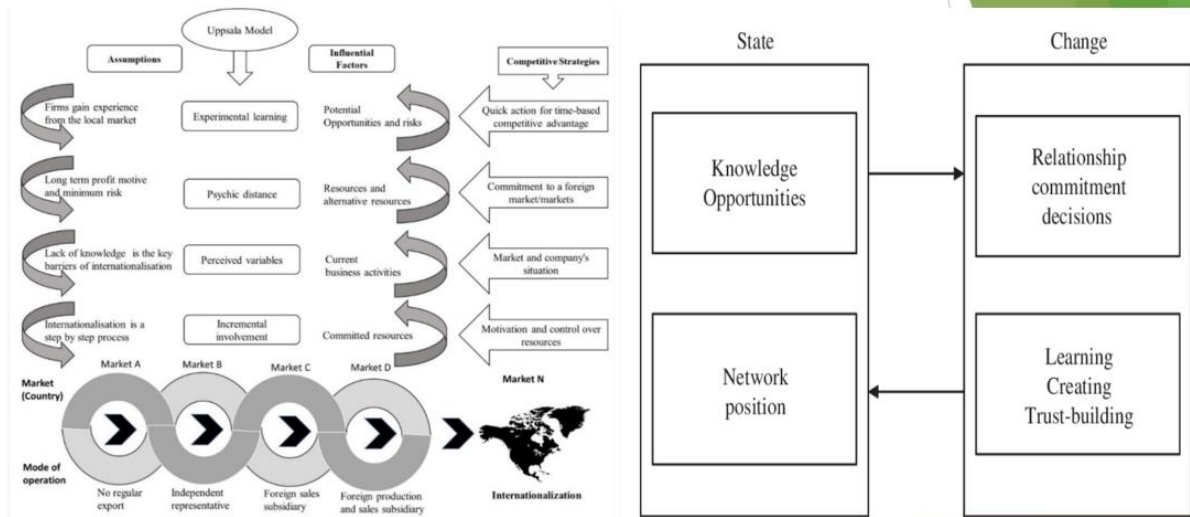 Uppsala Model
Assumptions
Influential
Factors
Competitive Strategies
Firms gain experience
from the local market
Experimental learning
Potential
Opportunities and risks
Quick action for time-based
competitive advantage
Long term profit motive
and minimum risk
Psychic distance
Resources and
alternative resources
Commitment to a foreign
market/markets
Lack of knowledge is the key
barriers of internationalisation
Perceived variables
Current
business activities
Market and company's
situation
Internationalisation is a
step by step process
Incremental
involvement
Committed resources
Motivation and control over
resources
Market A
Market B
Market C
Market D
Market N
Market
(Country)
Mode of
operation
No regular
export
Independent
representative
Foreign sales
subsidiary
Foreign production
and sales subsidiary
Internationalization
State
Change
Knowledge
Opportunities
Relationship
commitment
decisions
Network
position
Learning
Creating
Trust-building